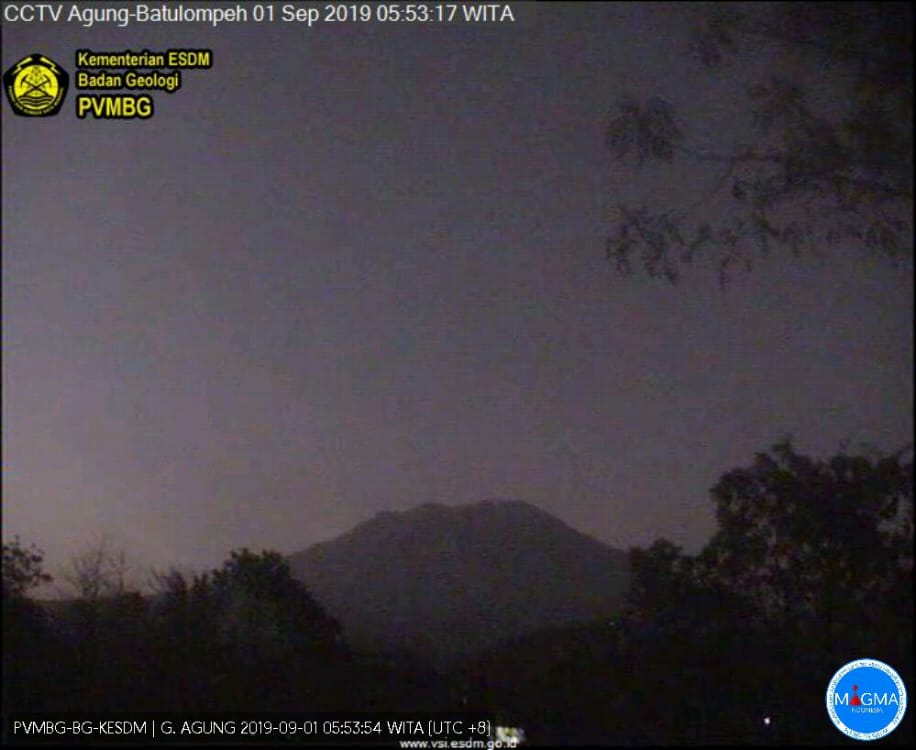 CCTV Agung-Batulompeh 01 Sep 2019 05:53:17 WITA
Kementerian ESDM
Badan Geologi
PVMBG
MAGMA
INDONESIA
PVMBG-BG-KESDM | G. AGUNG 2019-09-01 05:53:54 WITA (UTC +8)
www.vsi.esdm.go.id